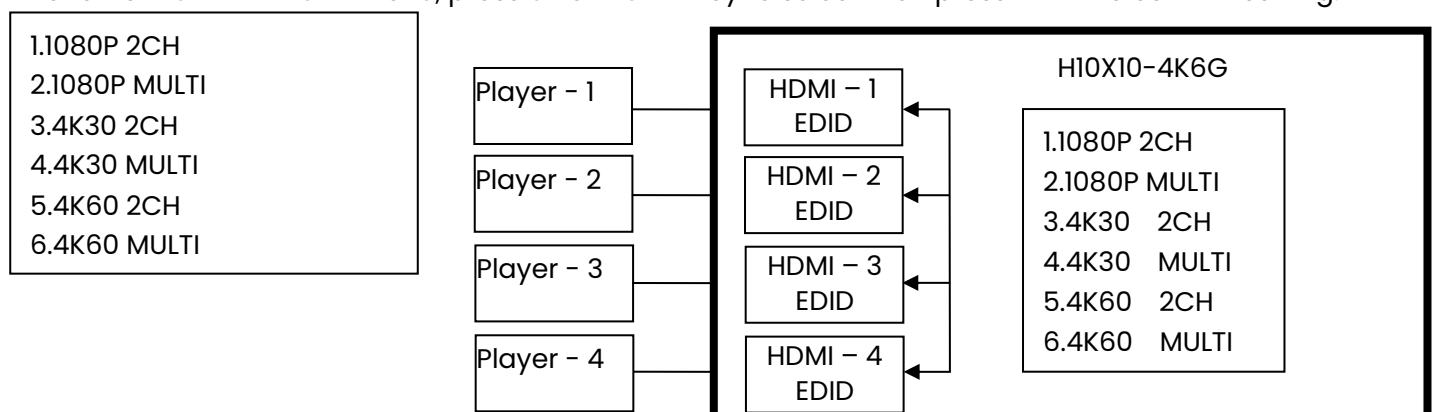 1.1080P 2CH
2.1080P MULTI
3.4K30 2CH
4.4K30 MULTI
5.4K60 2CH
6.4K60 MULTI
Player - 1
Player - 2
Player - 3
Player - 4
HDMI – 1
EDID
HDMI – 2
EDID
HDMI – 3
EDID
HDMI – 4
EDID
H10X10-4K6G
1.1080P 2CH
2.1080P MULTI
3.4K30 2CH
4.4K30 MULTI
5.4K60 2CH
6.4K60 MULTI